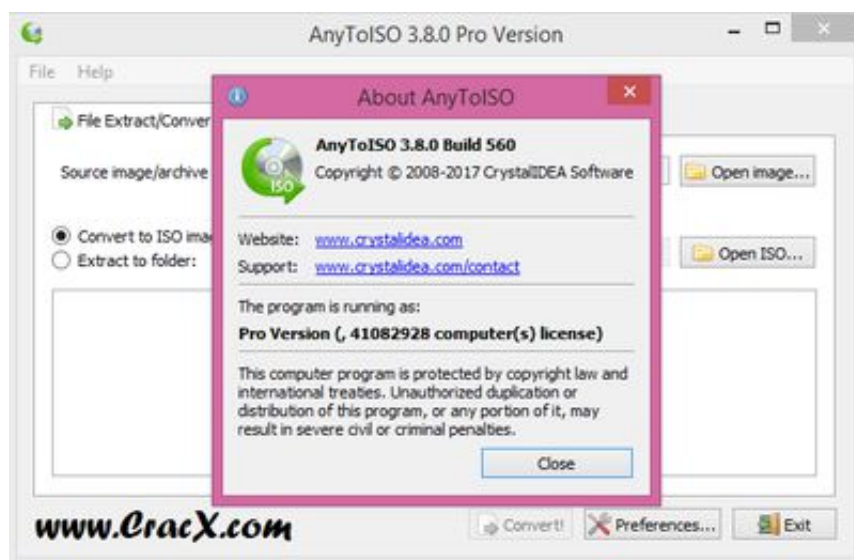 AnyToISO 3.8.0 Pro Version
File Help
About AnyToISO
File Extract/Conver
AnyToISO 3.8.0 Build 560
Copyright © 2008-2017 CrystalIDEA Software
ISO
Source image/archive
Open image...
Convert to ISO ima
Extract to folder:
Open ISO...
Website: www.crystalidea.com
Support: www.crystalidea.com/contact
The program is running as:
Pro Version (, 41082928 computer(s) license)
This computer program is protected by copyright law and
international treaties. Unauthorized duplication or
distribution of this program, or any portion of it, may
result in severe civil or criminal penalties.
Close
www.CracX.com
Convert!
Preferences...
Exit